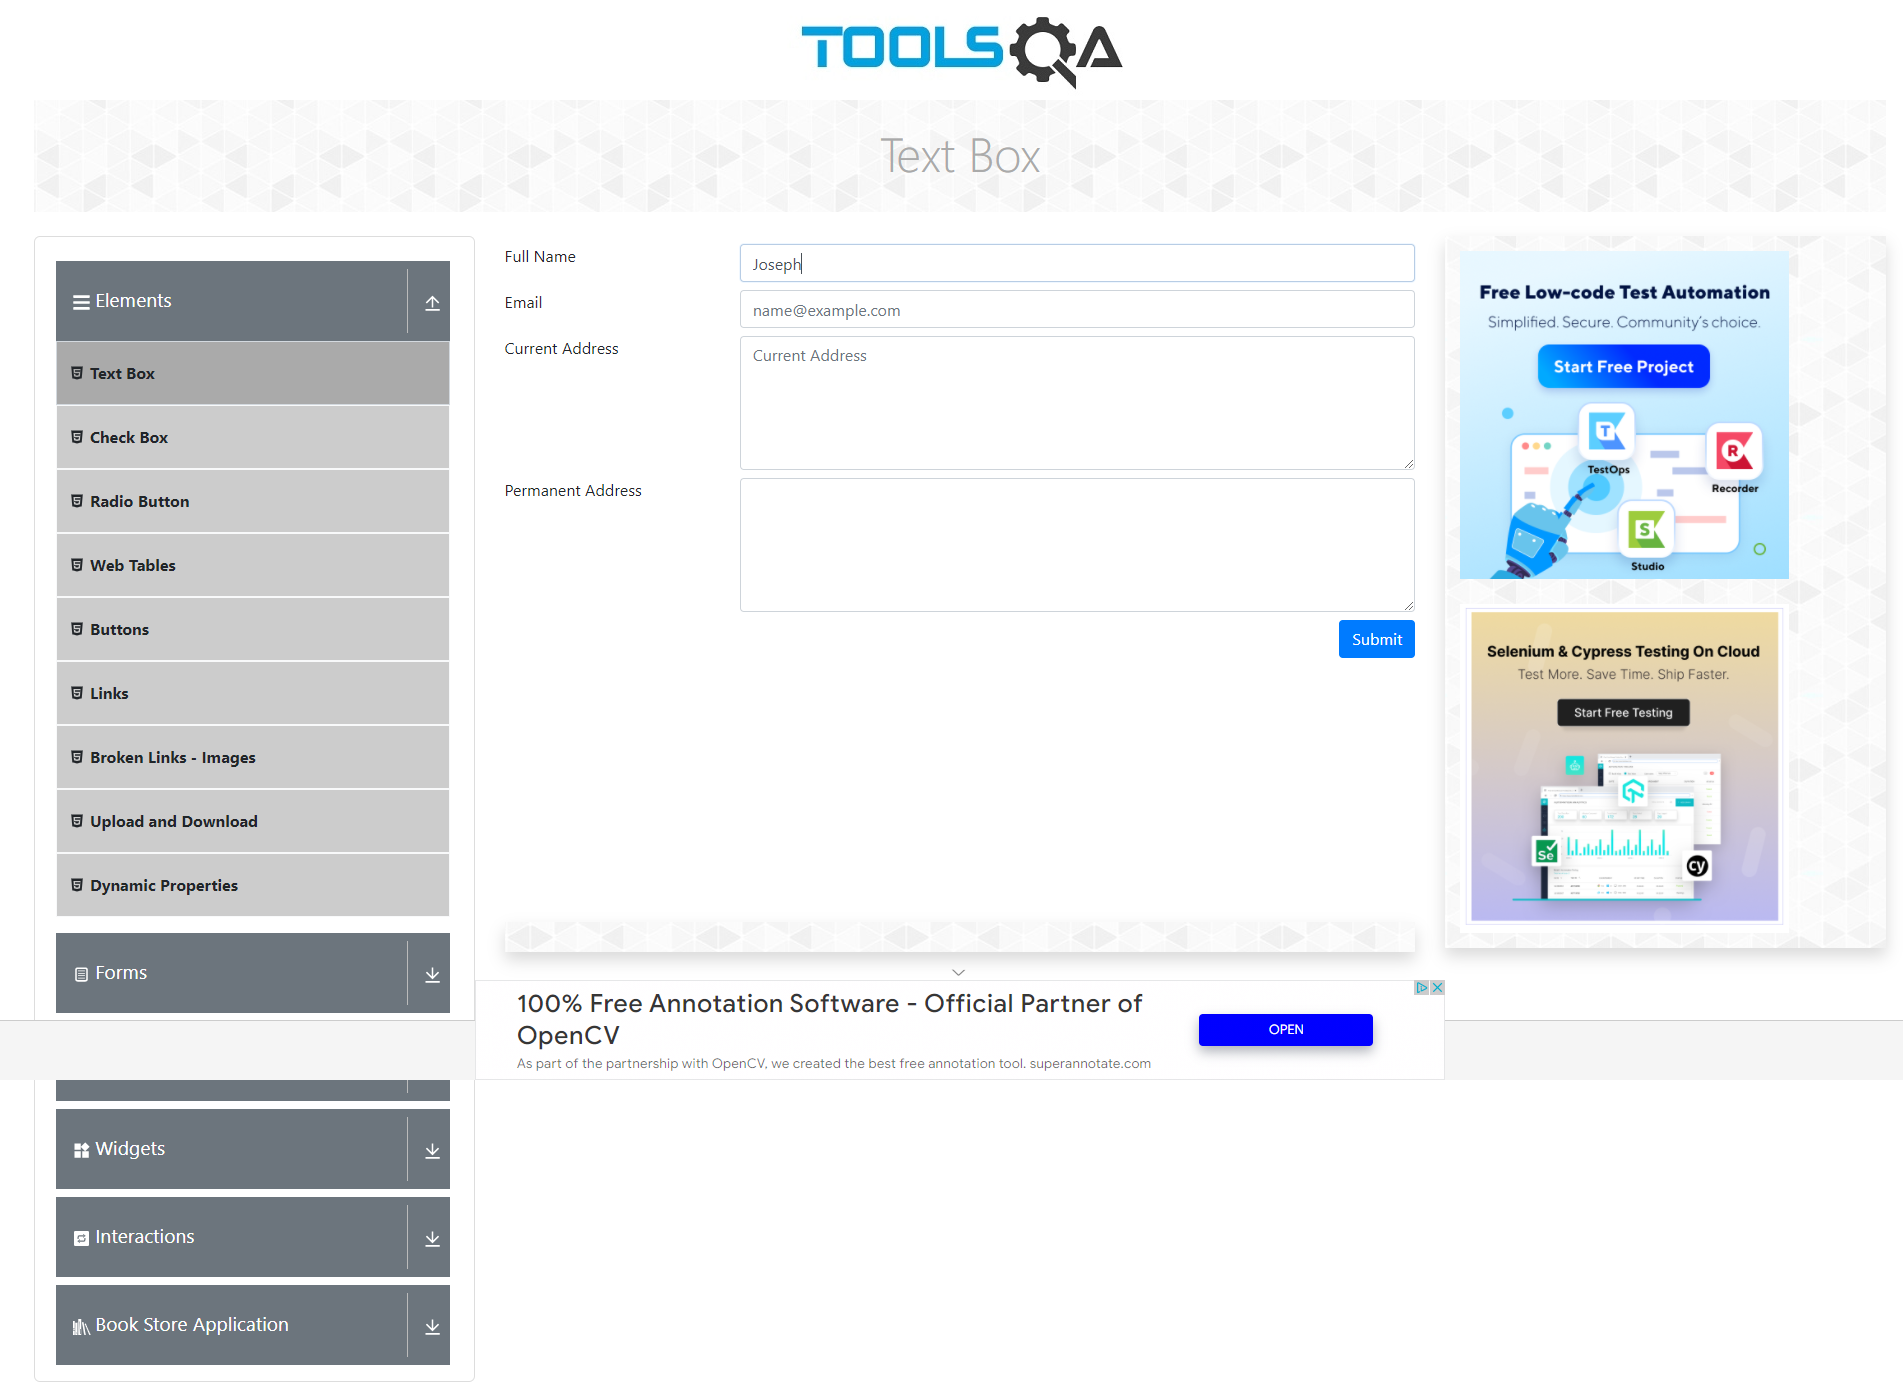 TOOLSQA
Text Box
Elements
Text Box
Check Box
Radio Button
Web Tables
Buttons
Links
Broken Links - Images
Upload and Download
Dynamic Properties
Forms
Widgets
Interactions
Book Store Application
Full Name
Joseph
Email
name@example.com
Current Address
Current Address
Permanent Address
Submit
Free Low-code Test Automation
Simplified. Secure. Community's choice.
Start Free Project
T
TestOps
R
Recorder
S
Studio
Selenium & Cypress Testing On Cloud
Test More. Save Time. Ship Faster.
Start Free Testing
Se
cy
100% Free Annotation Software - Official Partner of
OpenCV
As part of the partnership with OpenCV, we created the best free annotation tool. superannotate.com
OPEN